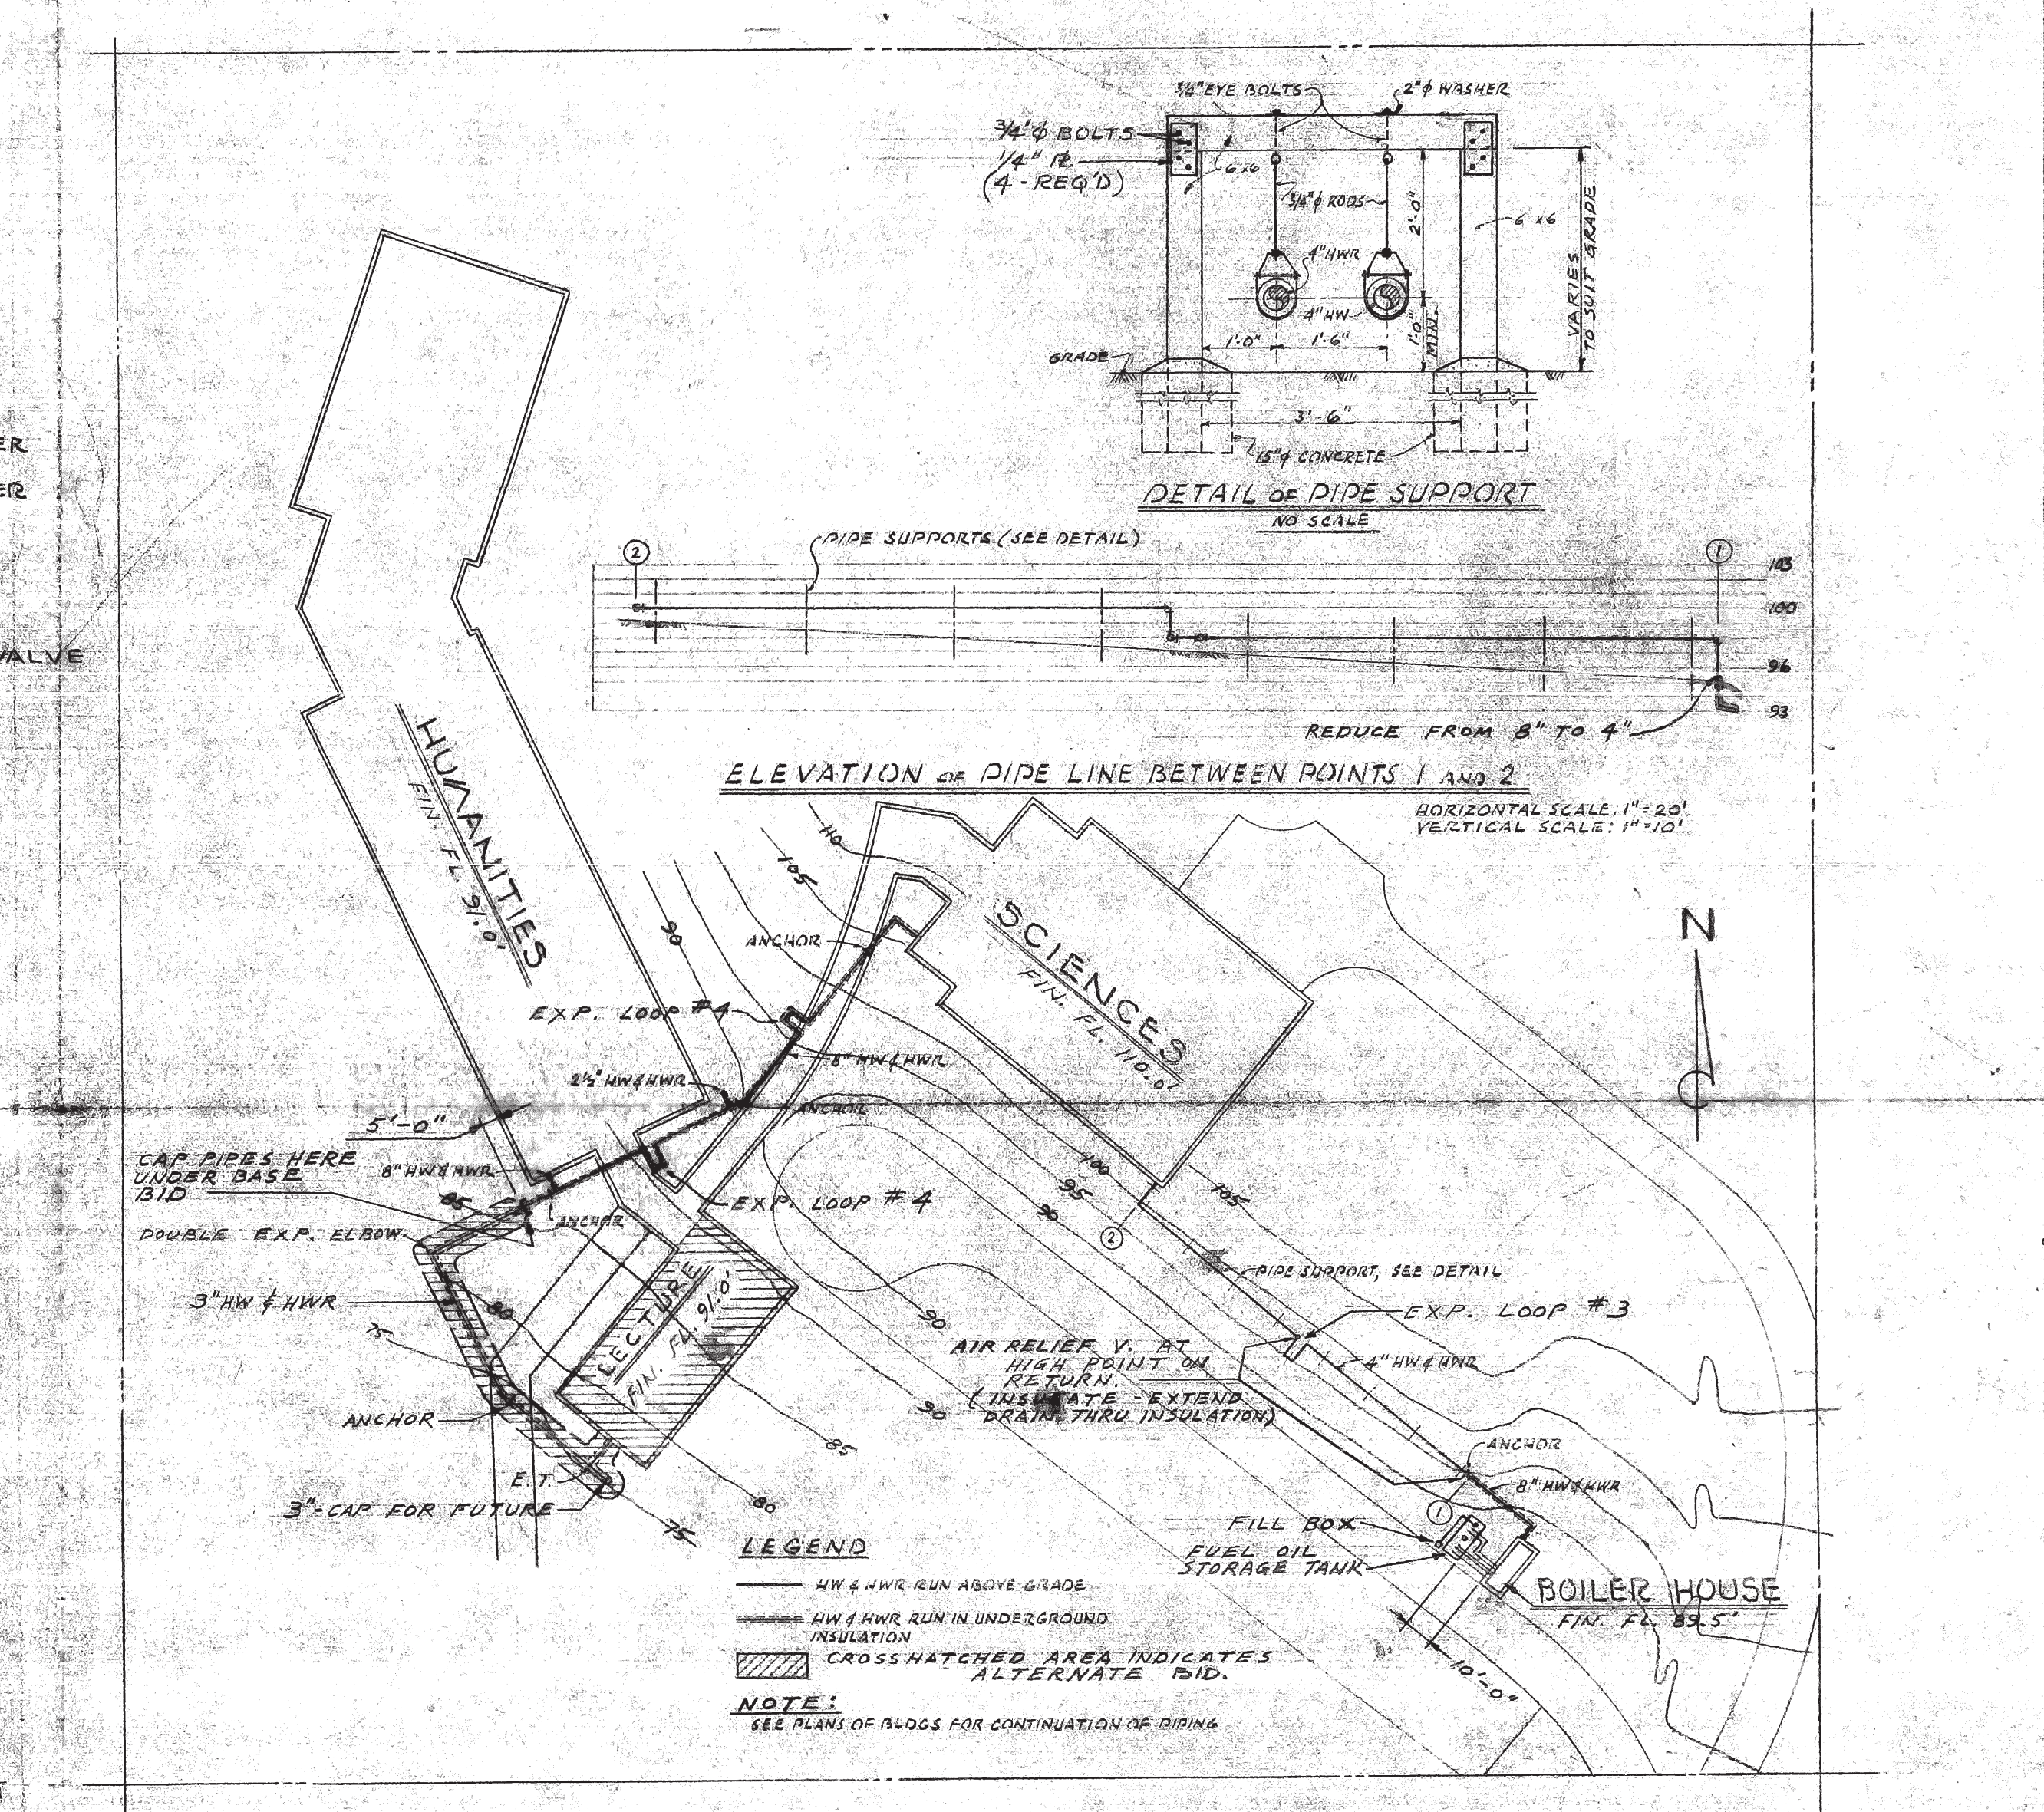 3/4" EYE BOLTS
2"ϕ WASHER
3/4"ϕ BOLTS
1/4" PL
(4 - REQ'D)
6x6
3/4"ϕ RODS
2'-0"
6 x6
VARIES
TO SUIT GRADE
4" HWR
4" HW
1'-0"
MIN.
1'-0"
1'-6"
GRADE
3'-6"
15"ϕ CONCRETE
DETAIL OF PIPE SUPPORT
NO SCALE
ER
ER
VALVE
PIPE SUPPORTS (SEE DETAIL)
2
1
103
100
96
93
REDUCE FROM 8" TO 4"
ELEVATION OF PIPE LINE BETWEEN POINTS 1 AND 2
HORIZONTAL SCALE: 1"=20'
VERTICAL SCALE: 1"=10'
HUMANITIES
FIN. FL. 91.0'
110
105
90
ANCHOR
SCIENCES
FIN. FL. 110.0'
N
EXP. LOOP #4
8" HW & HWR
2½" HW & HWR
ANCHOR
5'-0"
CAP PIPES HERE
UNDER BASE
BID
8" HW & HWR
85
ANCHOR
EXP. LOOP #4
DOUBLE EXP. ELBOW
100
95
90
105
2
PIPE SUPPORT, SEE DETAIL
3" HW & HWR
80
75
LECTURE
FIN. FL. 91.0'
90
EXP. LOOP #3
AIR RELIEF V. AT
HIGH POINT ON
RETURN.
(INSULATE - EXTEND
DRAIN THRU INSULATION)
4" HW & HWR
90
85
ANCHOR
ANCHOR
8" HW & HWR
E.T.
3"-CAP FOR FUTURE
80
75
1
FILL BOX
FUEL OIL
STORAGE TANK
BOILER HOUSE
FIN. FL. 89.5'
10'-0"
LEGEND
HW & HWR RUN ABOVE GRADE
HW & HWR RUN IN UNDERGROUND
INSULATION
CROSSHATCHED AREA INDICATES
ALTERNATE BID.
NOTE:
SEE PLANS OF BLDGS FOR CONTINUATION OF PIPING